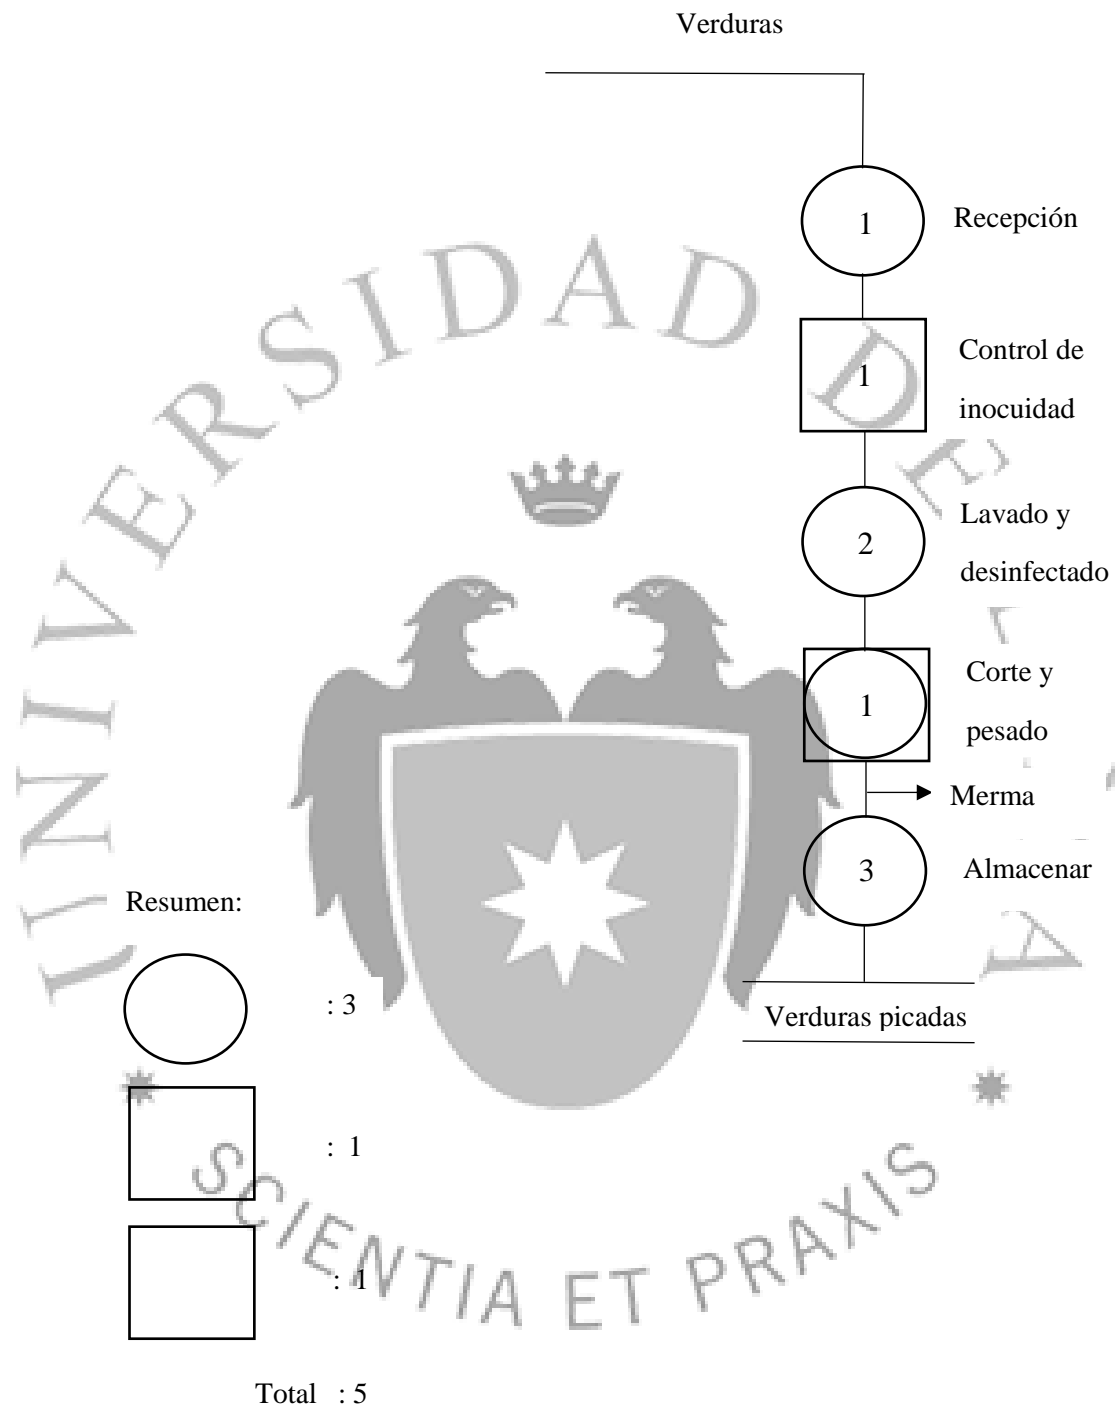 Verduras
1 Recepción
1 Control de
inocuidad
2 Lavado y
desinfectado
1 Corte y
pesado
Merma
3 Almacenar
Verduras picadas
Resumen:
: 3
: 1
: 1
Total : 5
UNIVERSIDAD DE
SCIENTIA ET PRAXIS